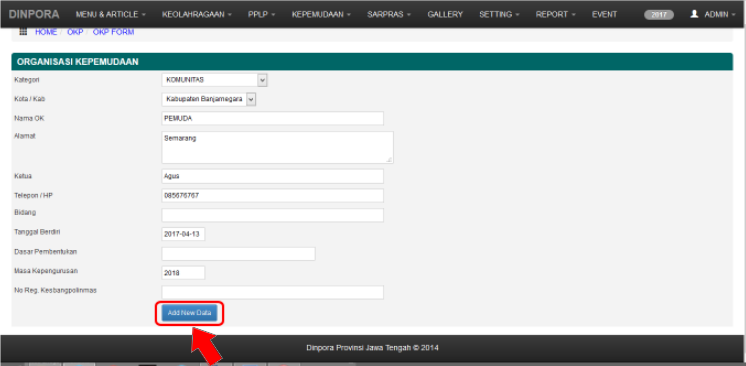 DINPORA MENU & ARTICLE KEOLAHRAGAAN PPLP KEPEMUDAAN SARPRAS GALLERY SETTING REPORT EVENT 2017 ADMIN
HOME / OKP / OKP FORM
ORGANISASI KEPEMUDAAN
Kategori KOMUNITAS
Kota / Kab Kabupaten Banjarnegara
Nama OK PEMUDA
Alamat Semarang
Ketua Agus
Telepon / HP 085676767
Bidang
Tanggal Berdiri 2017-04-13
Dasar Pembentukan
Masa Kepengurusan 2018
No Reg. Kesbangpolinmas
Add New Data
Dinpora Provinsi Jawa Tengah © 2014